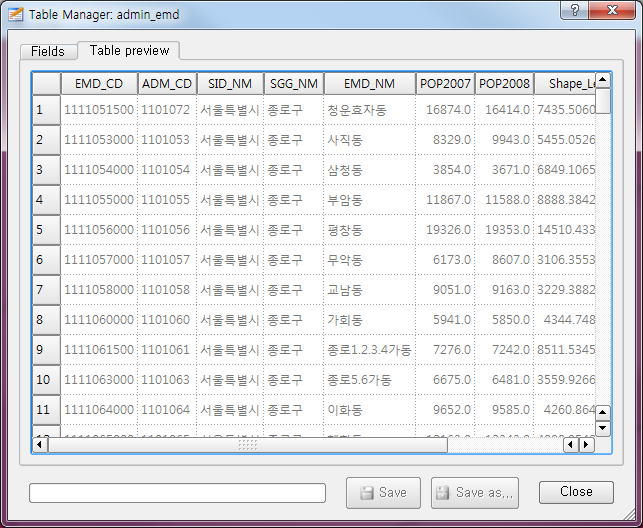 Table Manager: admin_emd
Fields Table preview
EMD_CD ADM_CD SID_NM SGG_NM EMD_NM POP2007 POP2008 Shape_Le
1 1111051500 1101072 서울특별시 종로구 청운효자동 16874.0 16414.0 7435.5060
2 1111053000 1101053 서울특별시 종로구 사직동 8329.0 9943.0 5455.0526
3 1111054000 1101054 서울특별시 종로구 삼청동 3854.0 3671.0 6849.1065
4 1111055000 1101055 서울특별시 종로구 부암동 11867.0 11588.0 8888.3842
5 1111056000 1101056 서울특별시 종로구 평창동 19326.0 19353.0 14510.433
6 1111057000 1101057 서울특별시 종로구 무악동 6173.0 8607.0 3106.3553
7 1111058000 1101058 서울특별시 종로구 교남동 9051.0 9163.0 3229.3882
8 1111060000 1101060 서울특별시 종로구 가회동 5941.0 5850.0 4344.748
9 1111061500 1101061 서울특별시 종로구 종로1.2.3.4가동 7276.0 7242.0 8511.5345
10 1111063000 1101063 서울특별시 종로구 종로5.6가동 6675.0 6481.0 3559.9266
11 1111064000 1101064 서울특별시 종로구 이화동 9652.0 9585.0 4260.864
Save Save as... Close